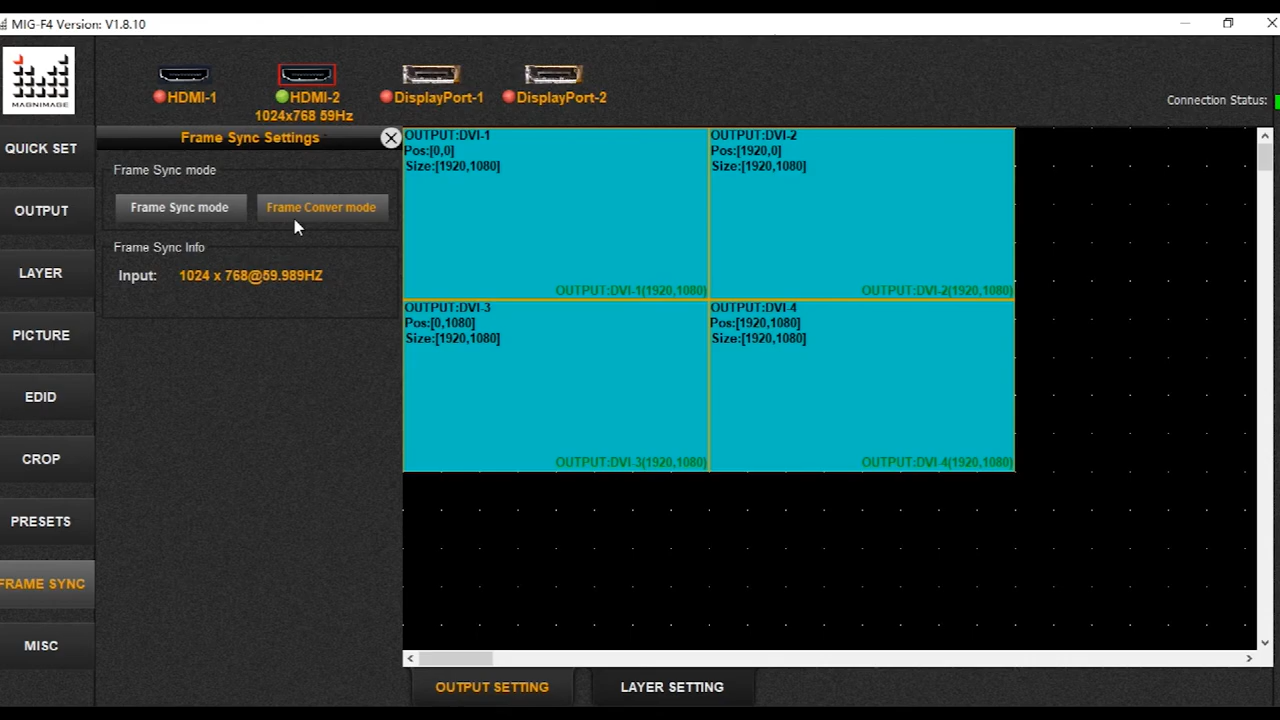 MIG-F4 Version: V1.8.10
MAGNIMAGE
HDMI-1
HDMI-2
1024x768 59Hz
DisplayPort-1
DisplayPort-2
Connection Status:
QUICK SET
OUTPUT
LAYER
PICTURE
EDID
CROP
PRESETS
FRAME SYNC
MISC
Frame Sync Settings
Frame Sync mode
Frame Sync mode
Frame Conver mode
Frame Sync Info
Input: 1024 x 768@59.989HZ
OUTPUT:DVI-1
Pos:[0,0]
Size:[1920,1080]
OUTPUT:DVI-1(1920,1080)
OUTPUT:DVI-2
Pos:[1920,0]
Size:[1920,1080]
OUTPUT:DVI-2(1920,1080)
OUTPUT:DVI-3
Pos:[0,1080]
Size:[1920,1080]
OUTPUT:DVI-3(1920,1080)
OUTPUT:DVI-4
Pos:[1920,1080]
Size:[1920,1080]
OUTPUT:DVI-4(1920,1080)
OUTPUT SETTING
LAYER SETTING